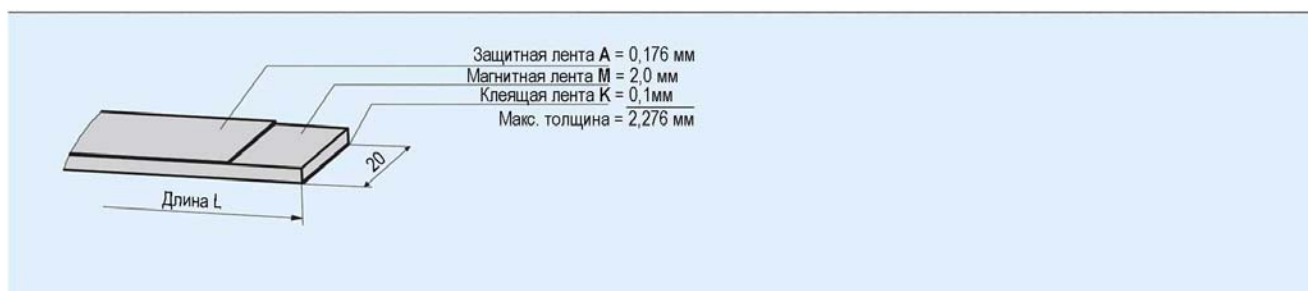 Защитная лента A = 0,176 мм
Магнитная лента M = 2,0 мм
Клеящая лента K = 0,1мм
Макс. толщина = 2,276 мм
20
Длина L